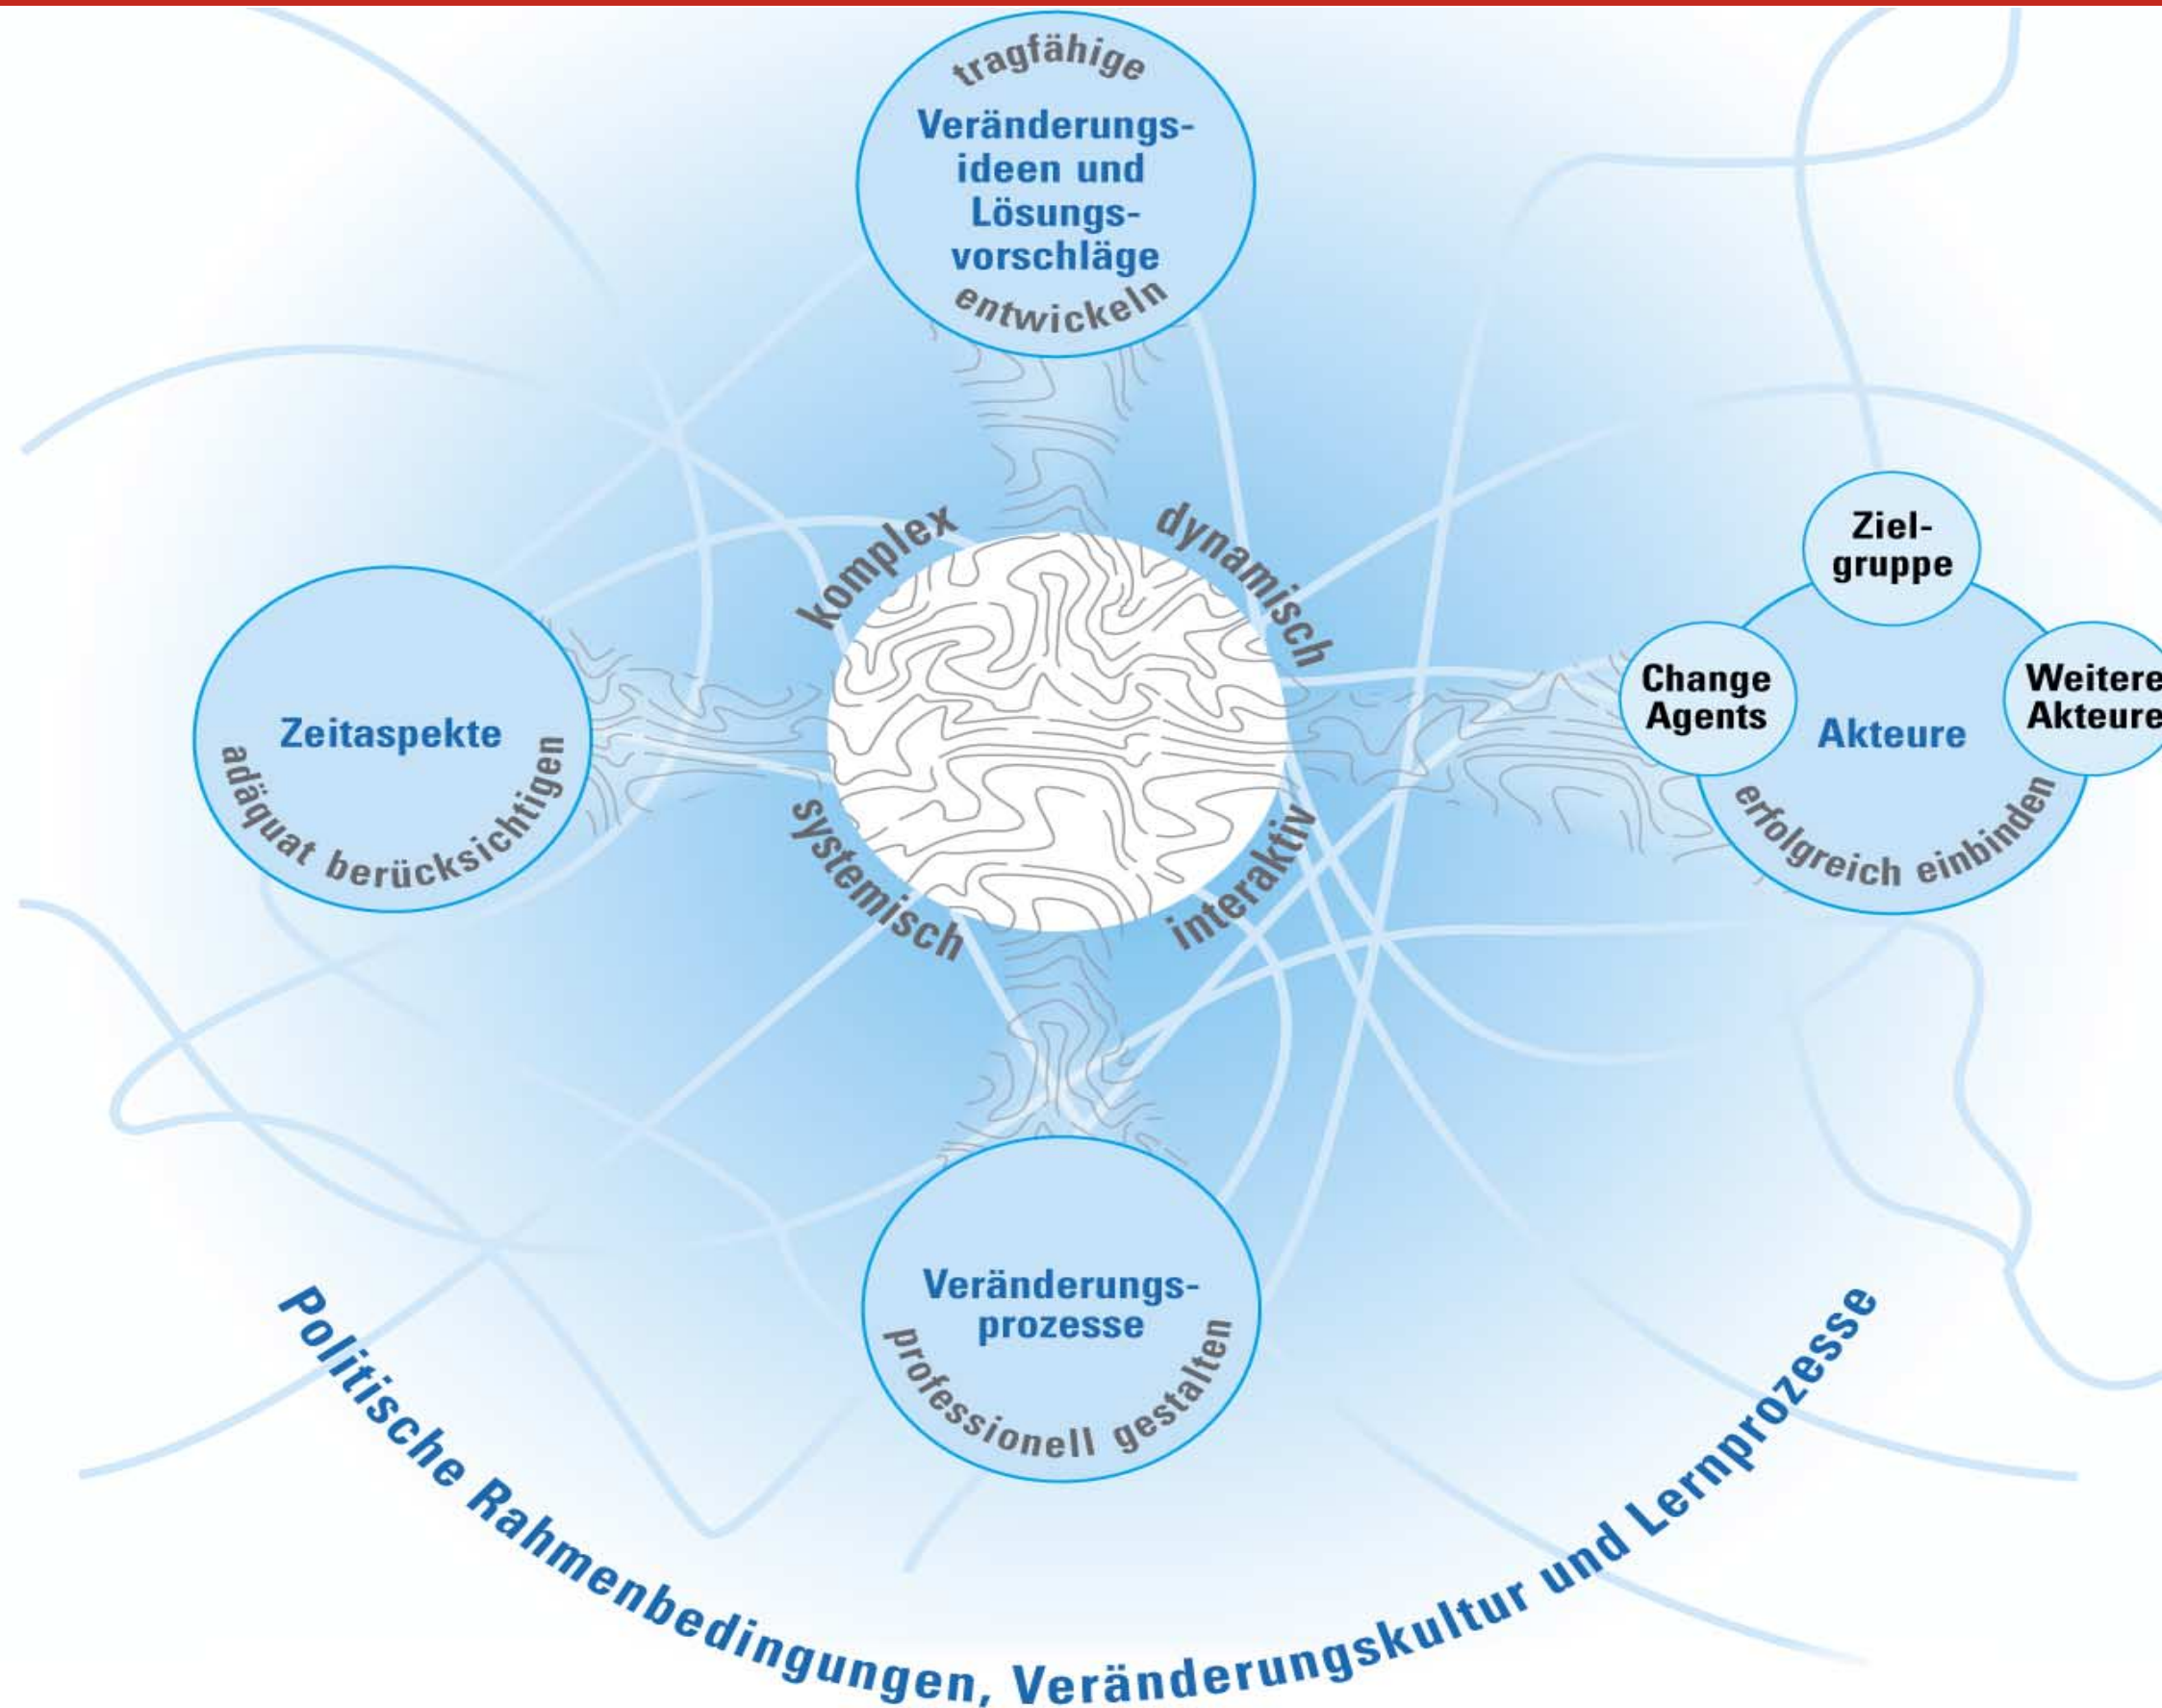 tragfähige
Veränderungs-
ideen und
Lösungs-
vorschläge
entwickeln
komplex
dynamisch
Ziel-
gruppe
Change
Agents
Weitere
Akteure
Akteure
erfolgreich einbinden
Zeitaspekte
adäquat berücksichtigen
systemisch
interaktiv
Veränderungs-
prozesse
professionell gestalten
Politische Rahmenbedingungen, Veränderungskultur und Lernprozesse